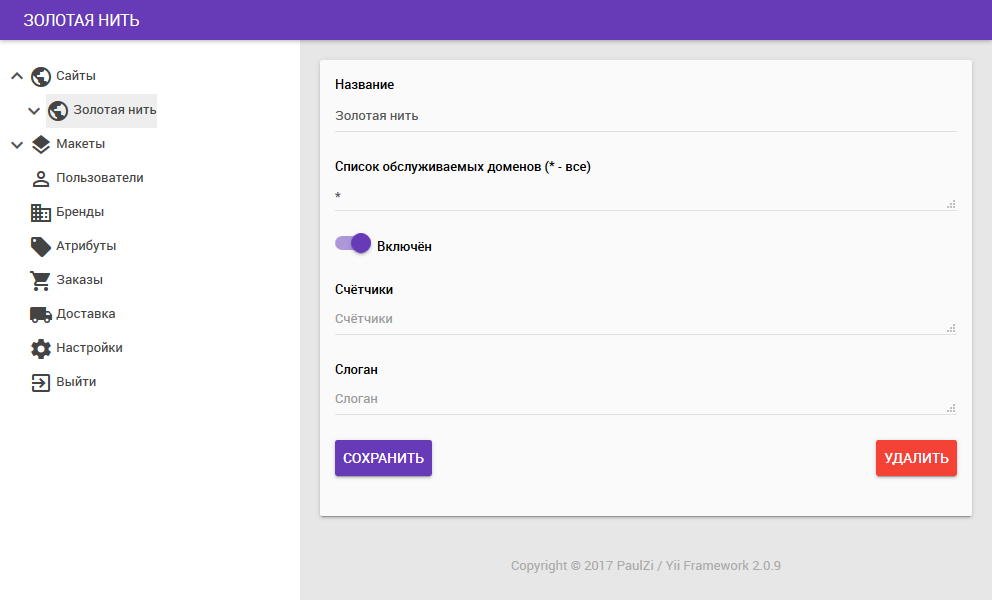 ЗОЛОТАЯ НИТЬ
Сайты
Золотая нить
Макеты
Пользователи
Бренды
Атрибуты
Заказы
Доставка
Настройки
Выйти
Название
Золотая нить
Список обслуживаемых доменов (* - все)
*
Включён
Счётчики
Счётчики
Слоган
Слоган
СОХРАНИТЬ
УДАЛИТЬ
Copyright © 2017 PaulZi / Yii Framework 2.0.9